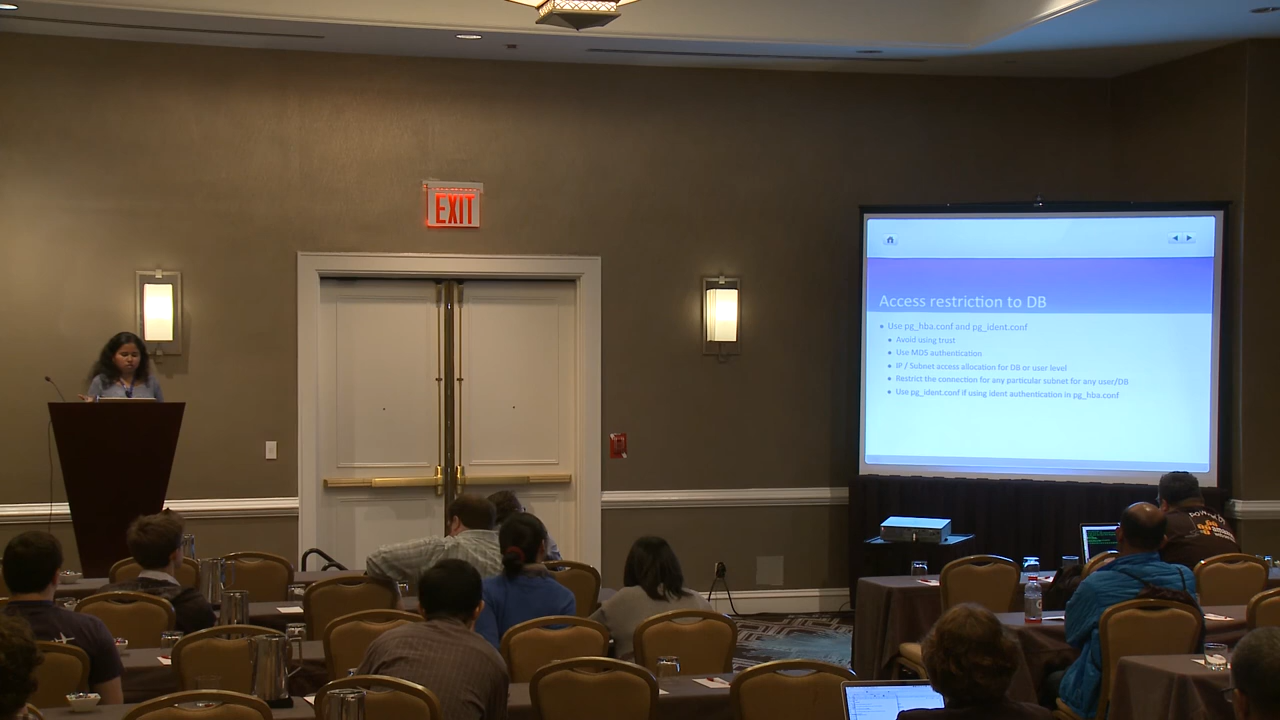 EXIT
Access restriction to DB
Use pg_hba.conf and pg_ident.conf
Avoid using trust
Use MD5 authentication
IP / Subnet access allocation for DB or user level
Restrict the connection for any particular subnet for any user/DB
Use pg_ident.conf if using ident authentication in pg_hba.conf